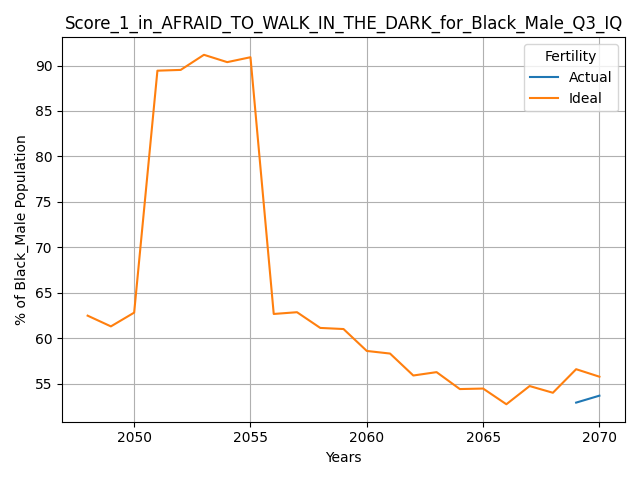 Score_1_in_AFRAID_TO_WALK_IN_THE_DARK_for_Black_Male_Q3_IQ
Fertility
Actual
Ideal
% of Black_Male Population
90
85
80
75
70
65
60
55
2050
2055
2060
2065
2070
Years